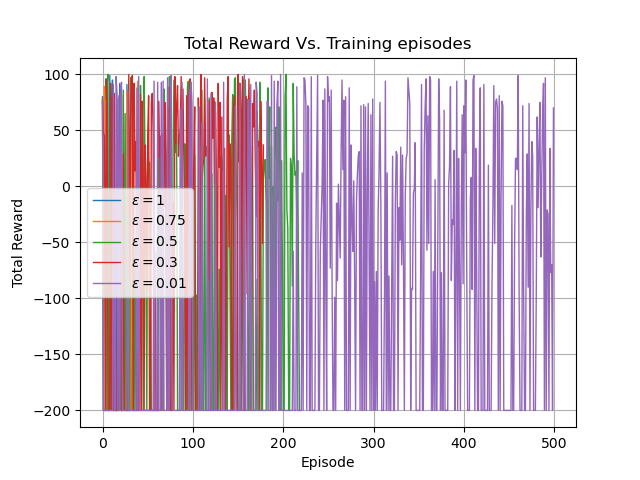 Total Reward Vs. Training episodes
Total Reward
100
50
0
−50
−100
−150
−200
ε = 1
ε = 0.75
ε = 0.5
ε = 0.3
ε = 0.01
0 100 200 300 400 500
Episode